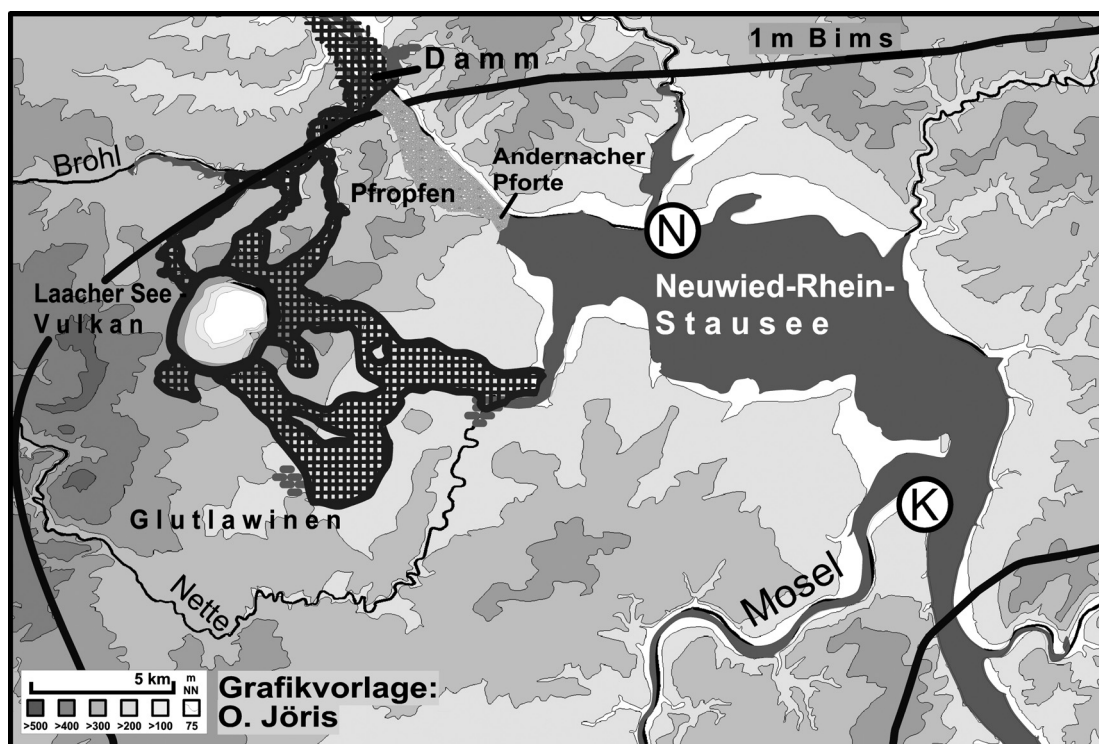 1m Bims
Damm
Brohl
Andernacher
Pforte
Pfropfen
N
Laacher See -
Vulkan
Neuwied-Rhein-
Stausee
K
Glutlawinen
Mosel
Nette
5 km
m
NN
>500 >400 >300 >200 >100 75
Grafikvorlage:
O. Jöris